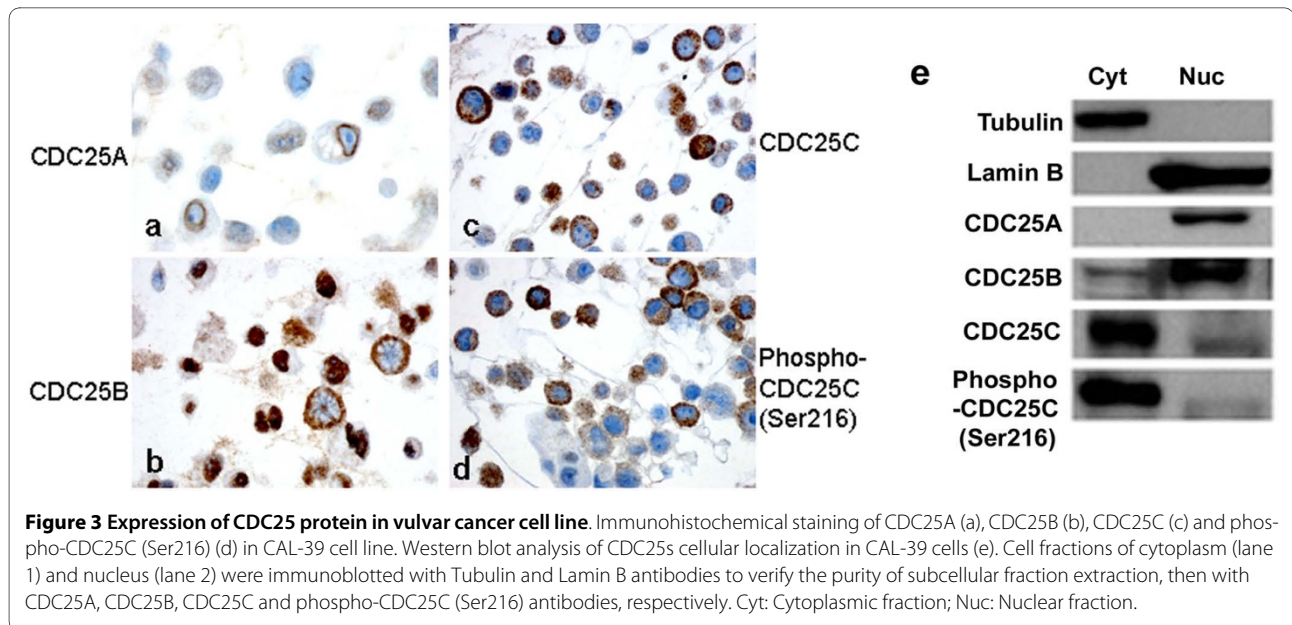 CDC25A
a
c
CDC25C
CDC25B
b
d
Phospho-
CDC25C
(Ser216)
e
Cyt Nuc
Tubulin
Lamin B
CDC25A
CDC25B
CDC25C
Phospho
-CDC25C
(Ser216)
Figure 3 Expression of CDC25 protein in vulvar cancer cell line. Immunohistochemical staining of CDC25A (a), CDC25B (b), CDC25C (c) and phos-
pho-CDC25C (Ser216) (d) in CAL-39 cell line. Western blot analysis of CDC25s cellular localization in CAL-39 cells (e). Cell fractions of cytoplasm (lane
1) and nucleus (lane 2) were immunoblotted with Tubulin and Lamin B antibodies to verify the purity of subcellular fraction extraction, then with
CDC25A, CDC25B, CDC25C and phospho-CDC25C (Ser216) antibodies, respectively. Cyt: Cytoplasmic fraction; Nuc: Nuclear fraction.